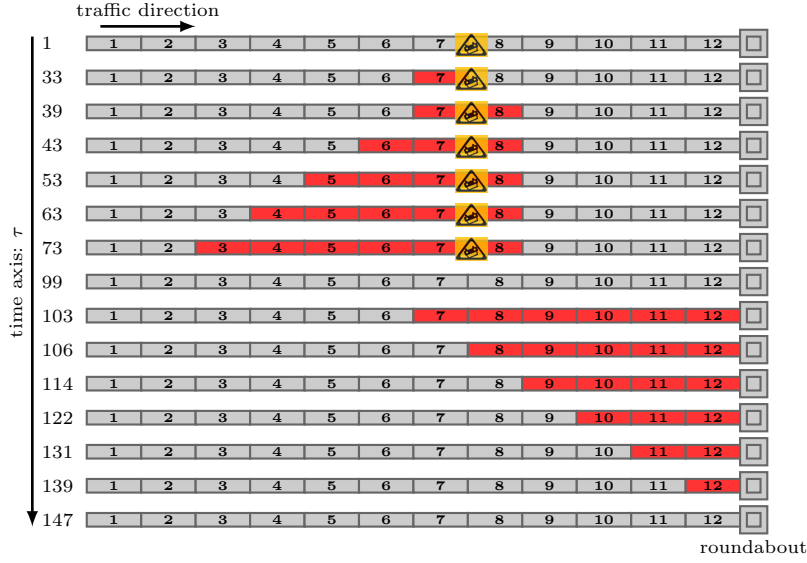 traffic direction
1 1 2 3 4 5 6 7 8 9 10 11 12
33 1 2 3 4 5 6 7 8 9 10 11 12
39 1 2 3 4 5 6 7 8 9 10 11 12
43 1 2 3 4 5 6 7 8 9 10 11 12
53 1 2 3 4 5 6 7 8 9 10 11 12
63 1 2 3 4 5 6 7 8 9 10 11 12
73 1 2 3 4 5 6 7 8 9 10 11 12
99 1 2 3 4 5 6 7 8 9 10 11 12
103 1 2 3 4 5 6 7 8 9 10 11 12
106 1 2 3 4 5 6 7 8 9 10 11 12
114 1 2 3 4 5 6 7 8 9 10 11 12
122 1 2 3 4 5 6 7 8 9 10 11 12
131 1 2 3 4 5 6 7 8 9 10 11 12
139 1 2 3 4 5 6 7 8 9 10 11 12
147 1 2 3 4 5 6 7 8 9 10 11 12
time axis: τ
roundabout